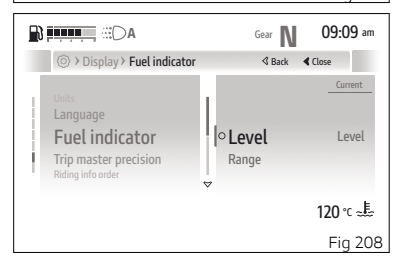 A Gear N 09:09 am
> Display > Fuel indicator Back Close
Current
Units
Language
Fuel indicator Level Level
Trip master precision Range
Riding info order
120 °C
Fig 208